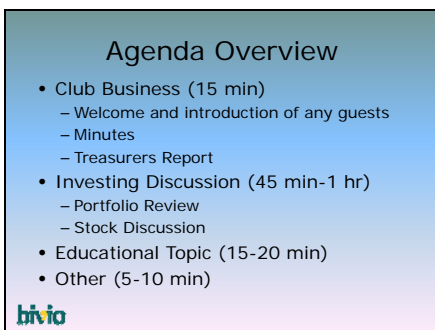 Agenda Overview
• Club Business (15 min)
– Welcome and introduction of any guests
– Minutes
– Treasurers Report
• Investing Discussion (45 min-1 hr)
– Portfolio Review
– Stock Discussion
• Educational Topic (15-20 min)
• Other (5-10 min)
bivio